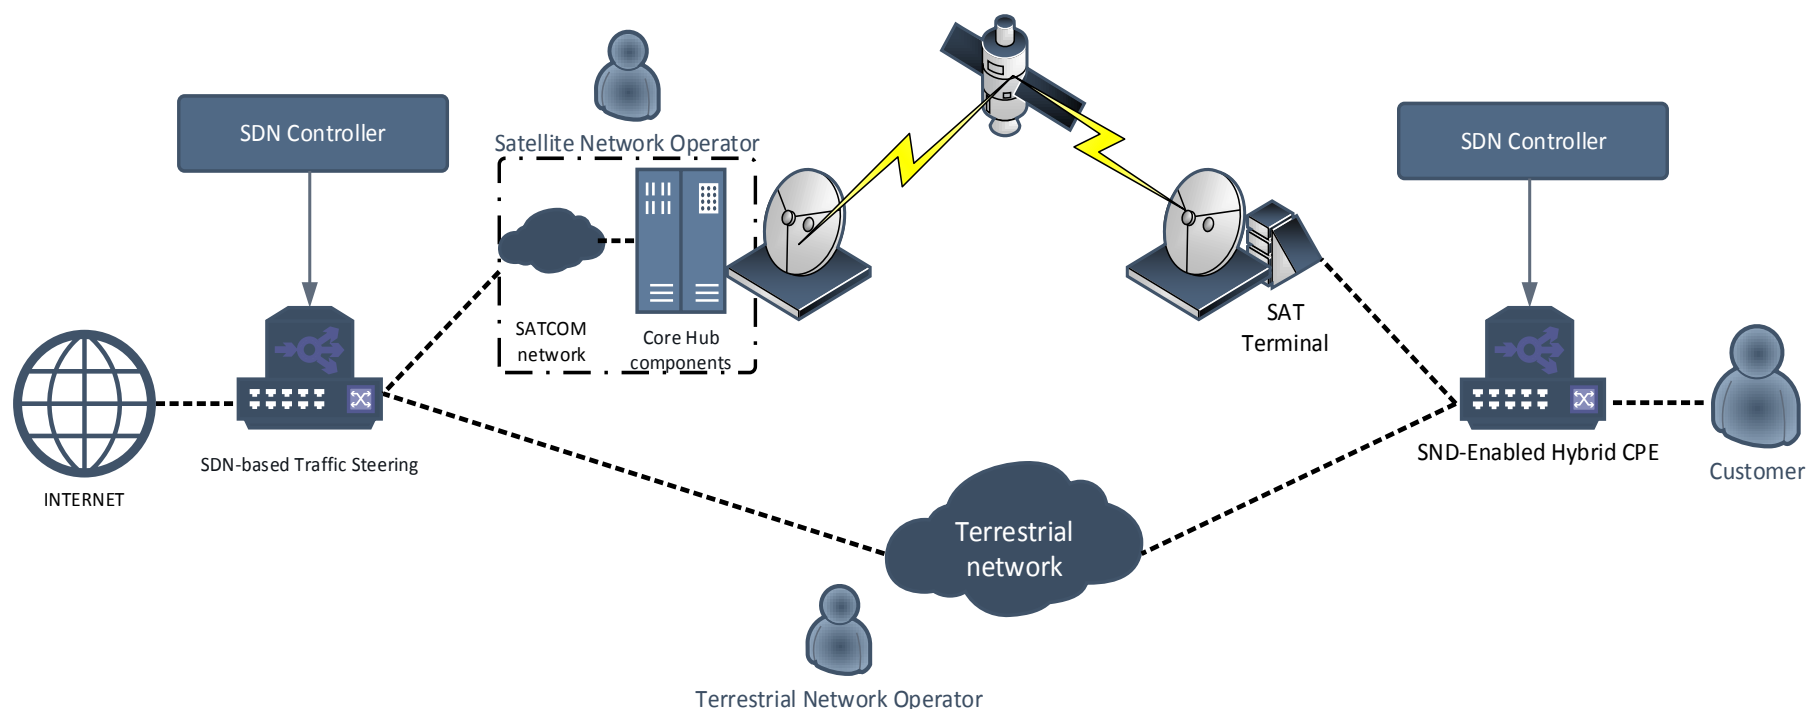 SDN Controller
Satellite Network Operator
SDN Controller
SATCOM
network
Core Hub
components
SAT
Terminal
INTERNET
SDN-based Traffic Steering
SND-Enabled Hybrid CPE
Customer
Terrestrial
network
Terrestrial Network Operator